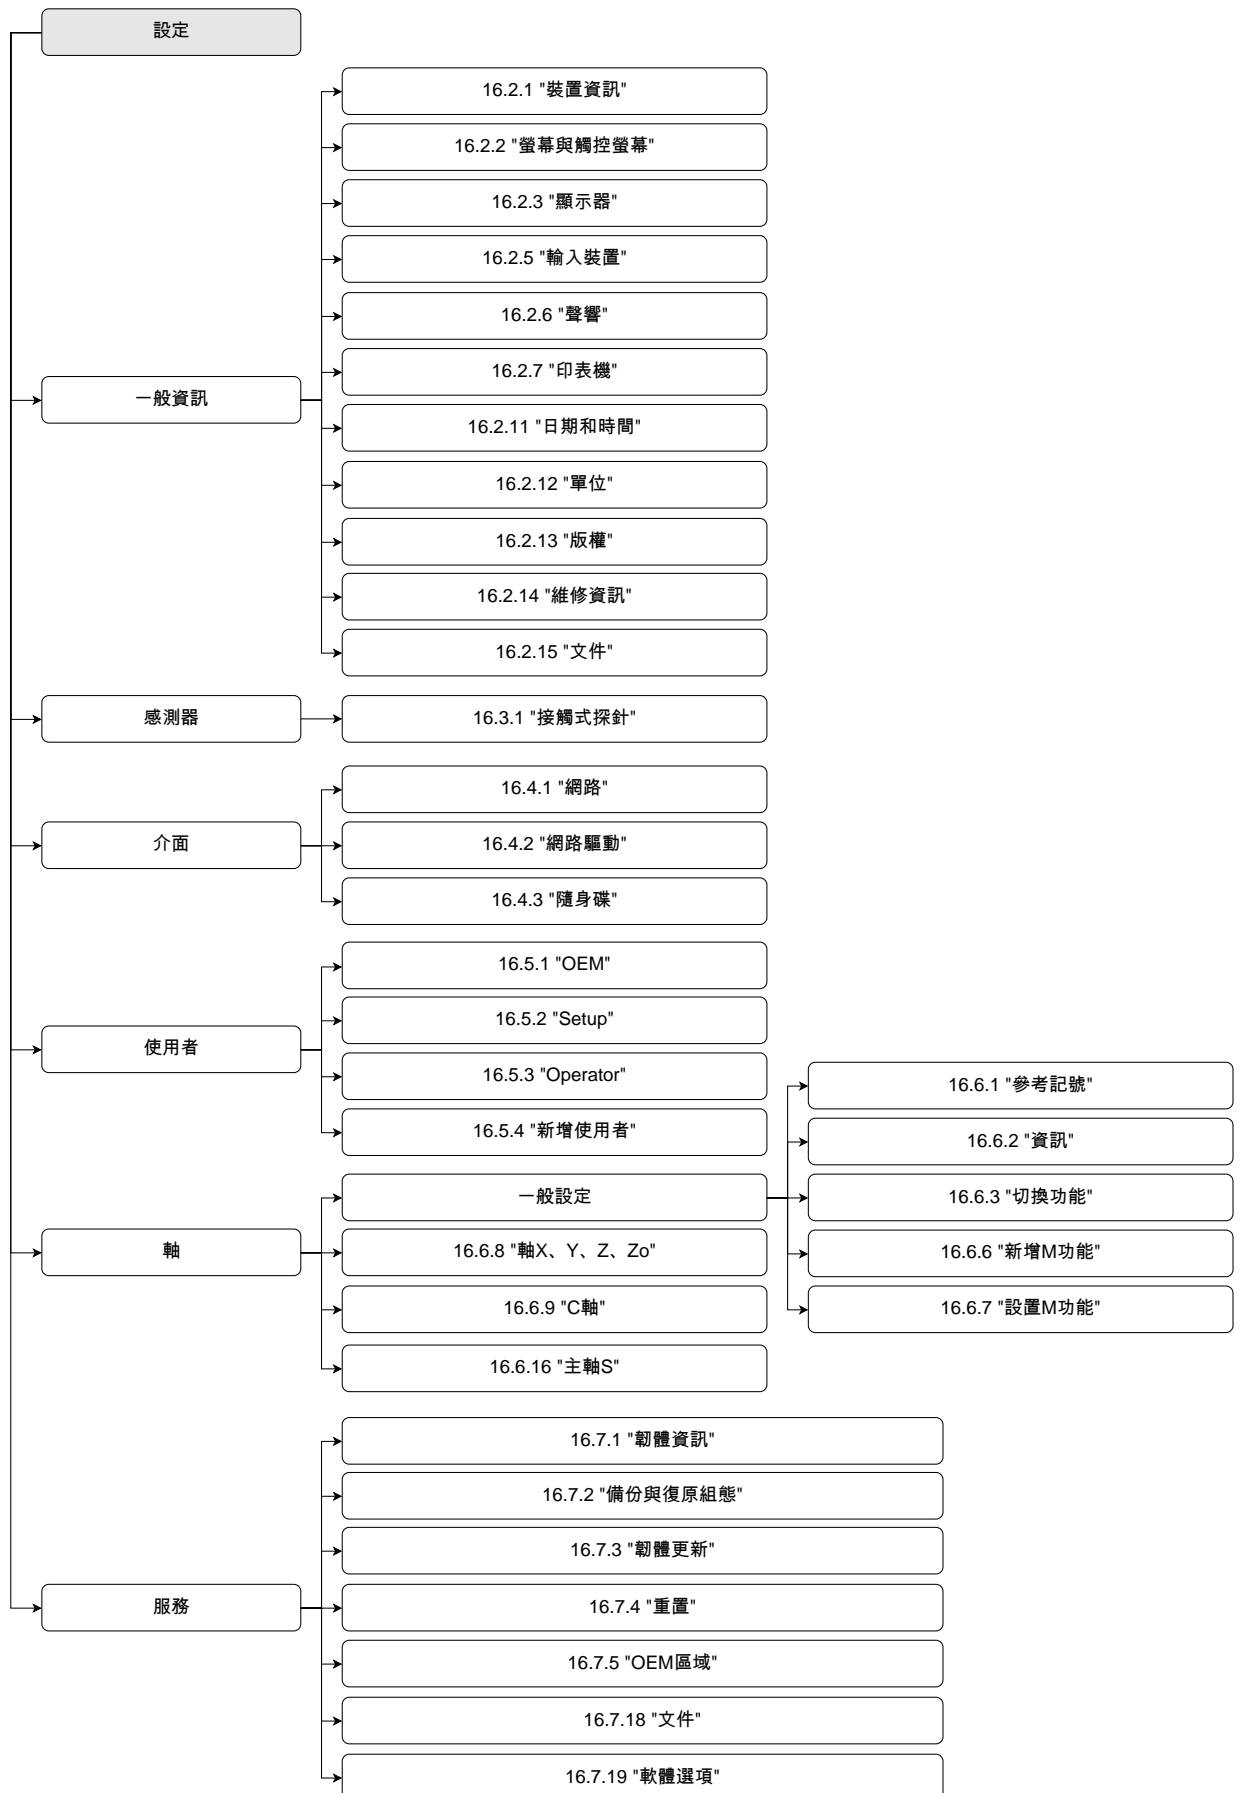 設定
16.2.1 "裝置資訊"
16.2.2 "螢幕與觸控螢幕"
16.2.3 "顯示器"
16.2.5 "輸入裝置"
16.2.6 "聲響"
16.2.7 "印表機"
一般資訊
16.2.11 "日期和時間"
16.2.12 "單位"
16.2.13 "版權"
16.2.14 "維修資訊"
16.2.15 "文件"
感測器
16.3.1 "接觸式探針"
16.4.1 "網路"
介面
16.4.2 "網路驅動"
16.4.3 "隨身碟"
16.5.1 "OEM"
16.5.2 "Setup"
使用者
16.5.3 "Operator"
16.5.4 "新增使用者"
一般設定
16.6.1 "參考記號"
16.6.2 "資訊"
16.6.3 "切換功能"
16.6.6 "新增M功能"
16.6.7 "設置M功能"
軸
16.6.8 "軸X、Y、Z、Zo"
16.6.9 "C軸"
16.6.16 "主軸S"
16.7.1 "韌體資訊"
16.7.2 "備份與復原組態"
16.7.3 "韌體更新"
服務
16.7.4 "重置"
16.7.5 "OEM區域"
16.7.18 "文件"
16.7.19 "軟體選項"